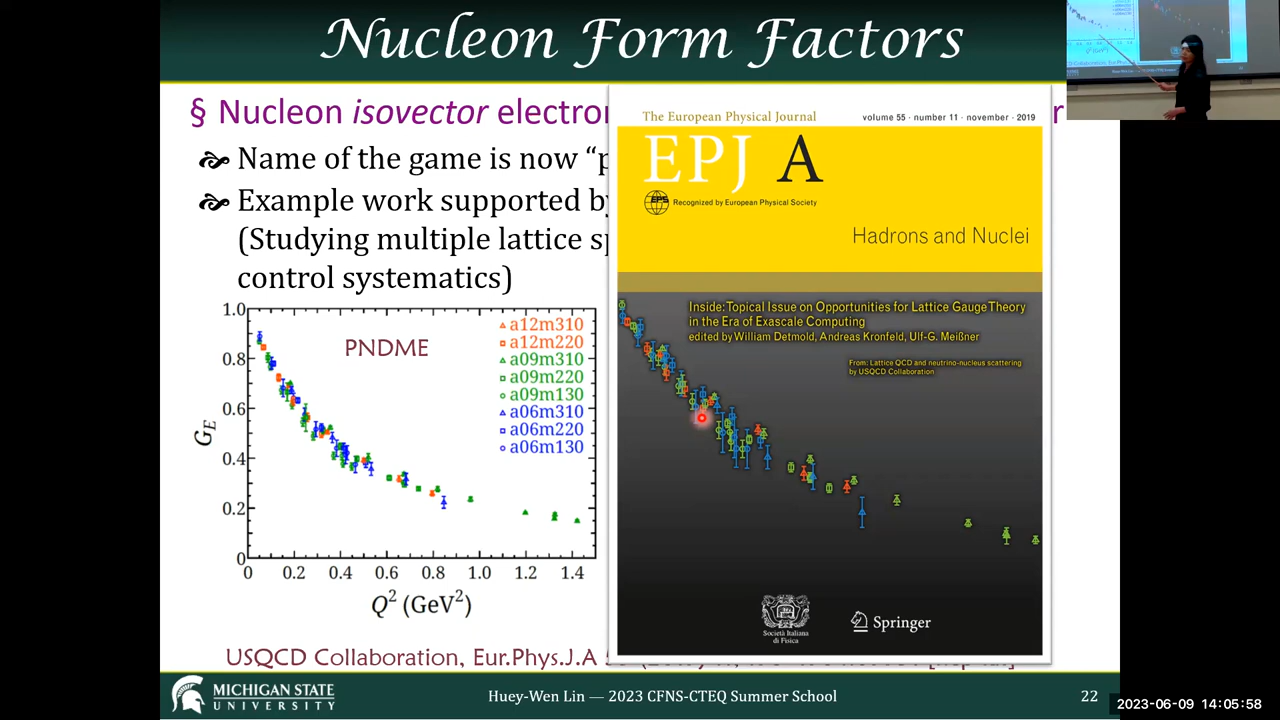 Nucleon Form Factors
§ Nucleon isovector electro
Name of the game is now “p
Example work supported by
(Studying multiple lattice sp
control systematics)
1.0
0.8
0.6
0.4
0.2
0
G_E
PNDME
a12m310
a12m220
a09m310
a09m220
a09m130
a06m310
a06m220
a06m130
0 0.2 0.4 0.6 0.8 1.0 1.2 1.4
Q² (GeV²)
The European Physical Journal
volume 55 · number 11 · november · 2019
EPJ A
EPS Recognized by European Physical Society
Hadrons and Nuclei
Inside: Topical Issue on Opportunities for Lattice Gauge Theory
in the Era of Exascale Computing
edited by William Detmold, Andreas Kronfeld, Ulf-G. Meißner
From: Lattice QCD and neutrino-nucleus scattering
by USQCD Collaboration
Società Italiana
di Fisica
Springer
USQCD Collaboration, Eur.Phys.J.A
MICHIGAN STATE
UNIVERSITY
Huey-Wen Lin — 2023 CFNS-CTEQ Summer School
22
2023-06-09 14:05:58